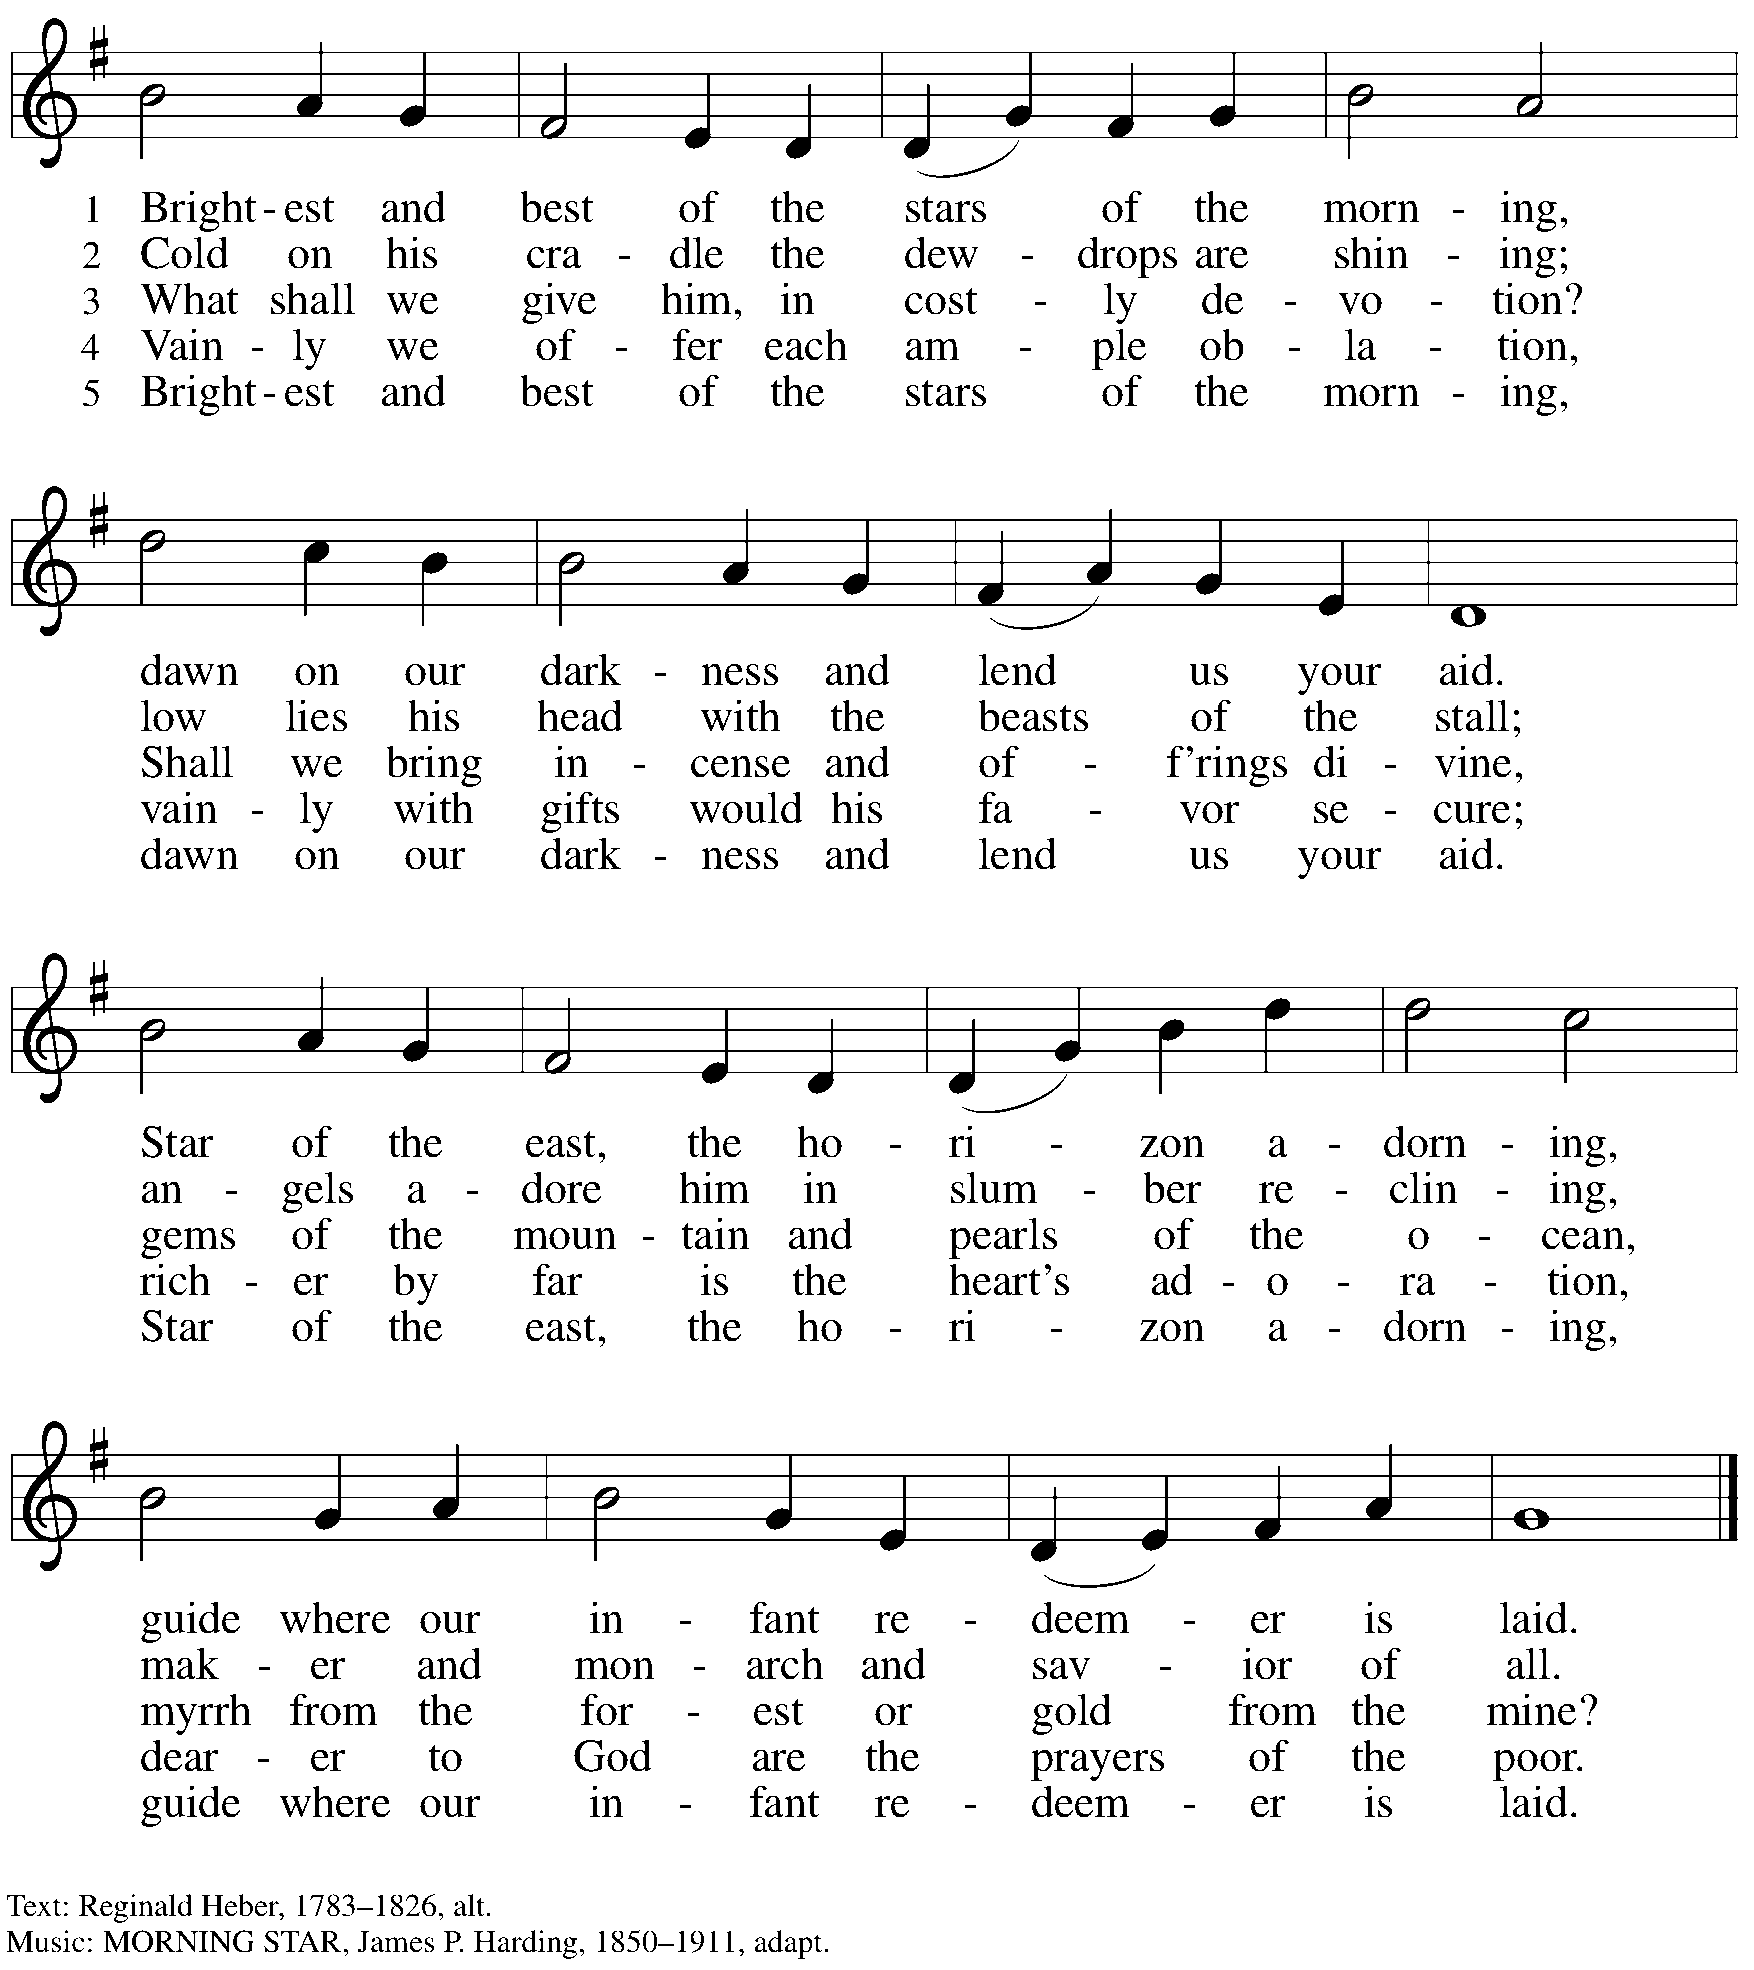 1 Bright - est and best of the stars of the morn - ing,
2 Cold on his cra - dle the dew - drops are shin - ing;
3 What shall we give him, in cost - ly de - vo - tion?
4 Vain - ly we of - fer each am - ple ob - la - tion,
5 Bright - est and best of the stars of the morn - ing,
dawn on our dark - ness and lend us your aid.
low lies his head with the beasts of the stall;
Shall we bring in - cense and of - f'rings di - vine,
vain - ly with gifts would his fa - vor se - cure;
dawn on our dark - ness and lend us your aid.
Star of the east, the ho - ri - zon a - dorn - ing,
an - gels a - dore him in slum - ber re - clin - ing,
gems of the moun - tain and pearls of the o - cean,
rich - er by far is the heart's ad - o - ra - tion,
Star of the east, the ho - ri - zon a - dorn - ing,
guide where our in - fant re - deem - er is laid.
mak - er and mon - arch and sav - ior of all.
myrrh from the for - est or gold from the mine?
dear - er to God are the prayers of the poor.
guide where our in - fant re - deem - er is laid.
Text: Reginald Heber, 1783–1826, alt.
Music: MORNING STAR, James P. Harding, 1850–1911, adapt.